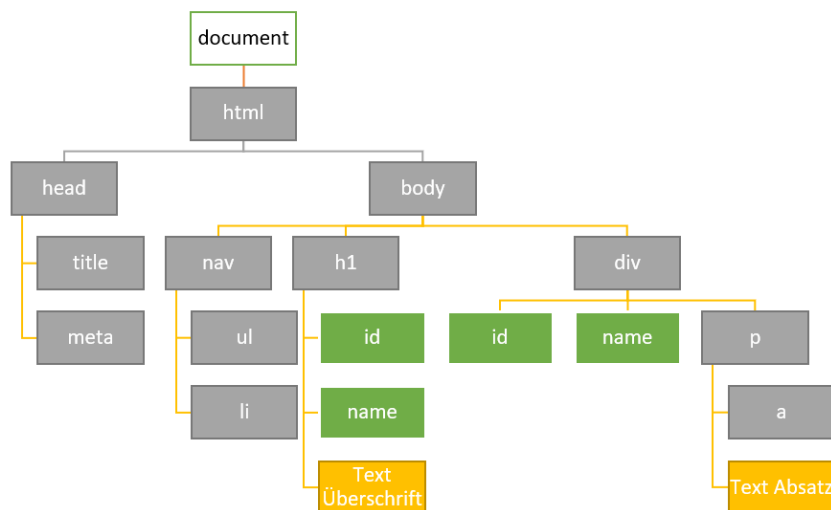 document
html
head
body
title
nav
h1
div
meta
ul
id
id
name
p
li
name
a
Text
Überschrift
Text Absatz